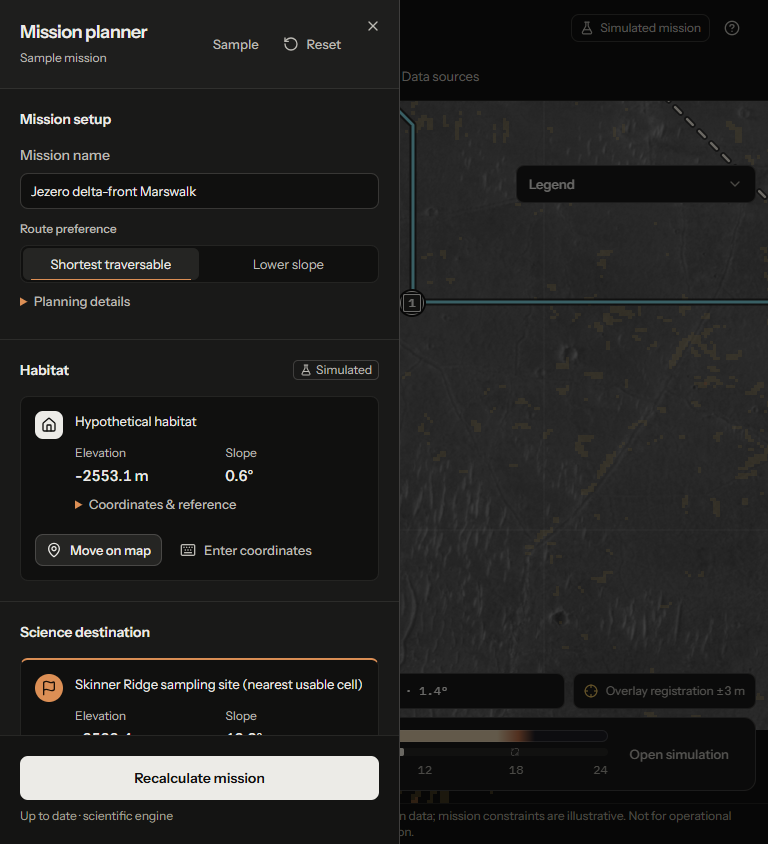 Mission planner
Sample mission
Sample
Reset
Mission setup
Mission name
Jezero delta-front Marswalk
Route preference
Shortest traversable
Lower slope
Planning details
Habitat
Simulated
Hypothetical habitat
Elevation
Slope
-2553.1 m
0.6°
Coordinates & reference
Move on map
Enter coordinates
Science destination
Skinner Ridge sampling site (nearest usable cell)
Elevation
Slope
Recalculate mission
Up to date · scientific engine
Simulated mission
Data sources
Legend
1
· 1.4°
Overlay registration ±3 m
12
18
24
Open simulation
data; mission constraints are illustrative. Not for operational